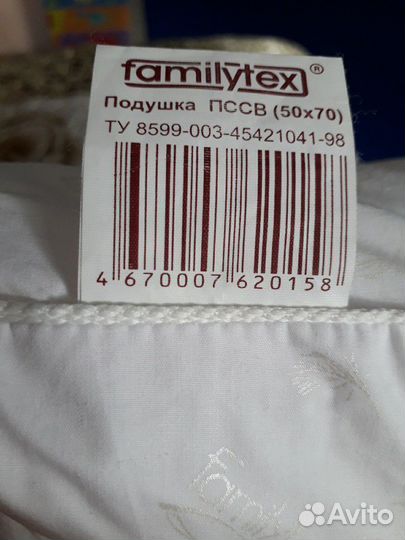 familytex®
Подушка ПССВ (50x70)
ТУ 8599-003-45421041-98
4 670007 620158
Avito